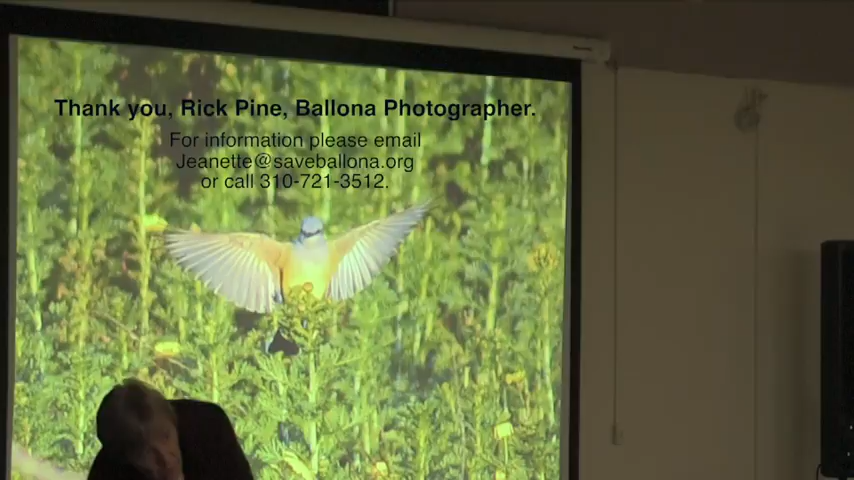 Thank you, Rick Pine, Ballona Photographer.
For information please email
Jeanette@saveballona.org
or call 310-721-3512.